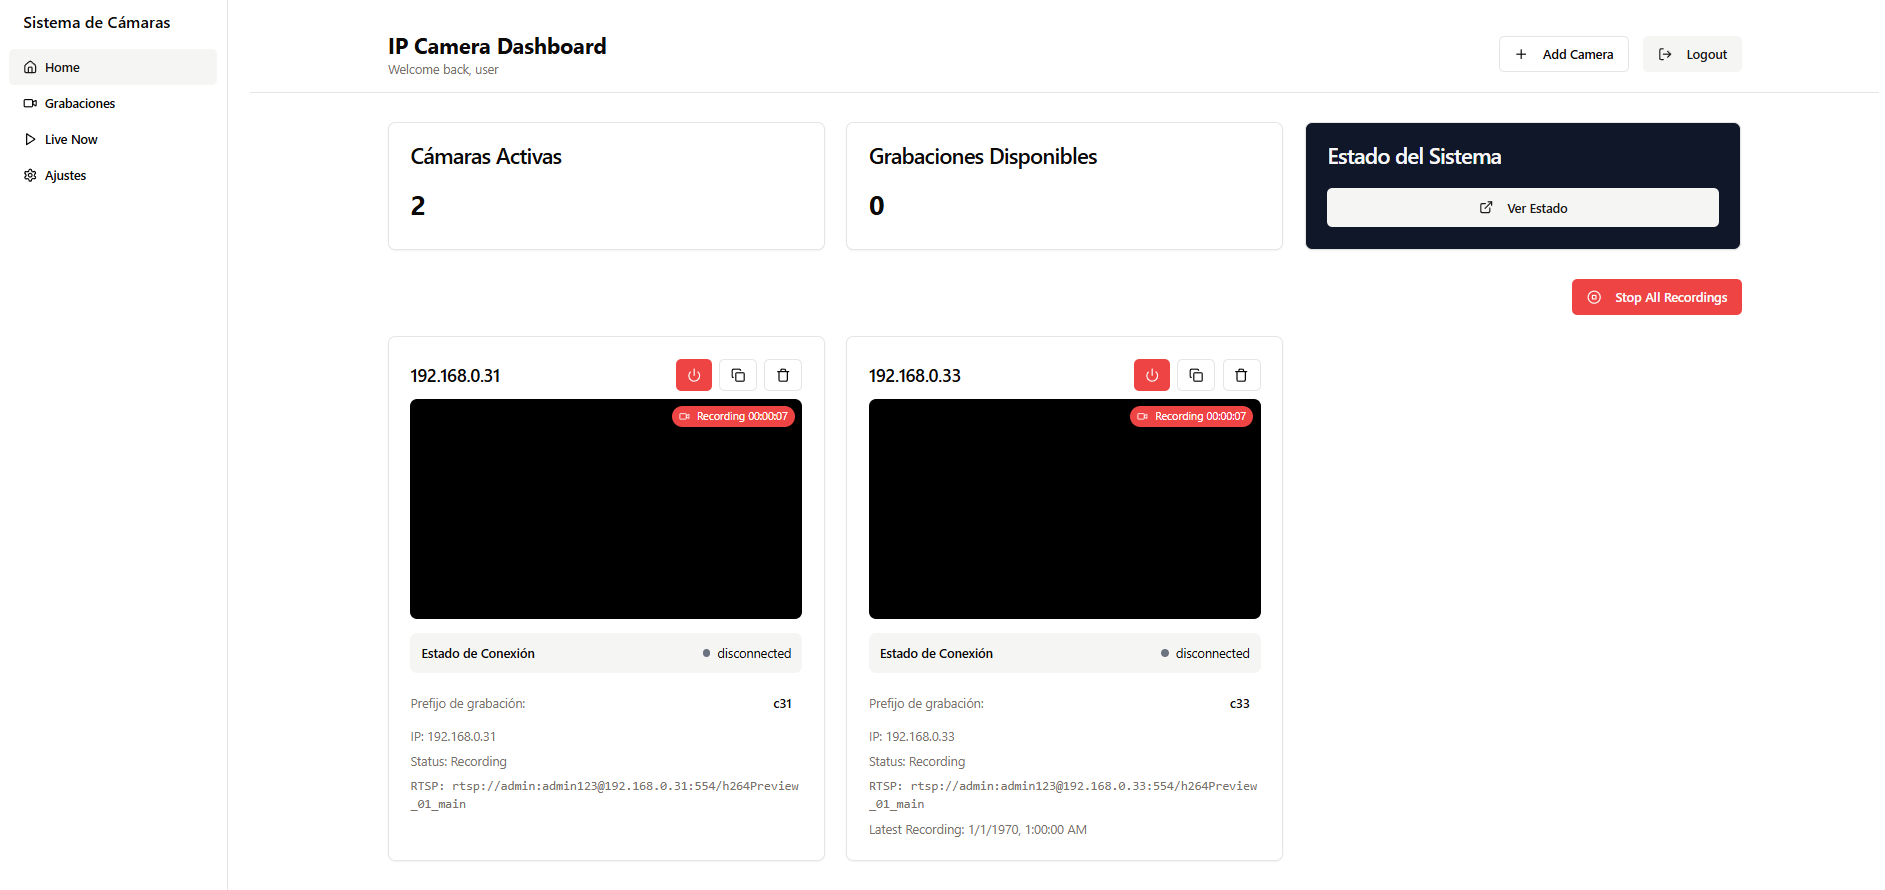 Sistema de Cámaras
Home
Grabaciones
Live Now
Ajustes
IP Camera Dashboard
Welcome back, user
Add Camera
Logout
Cámaras Activas
2
Grabaciones Disponibles
0
Estado del Sistema
Ver Estado
Stop All Recordings
192.168.0.31
Recording 00:00:07
Estado de Conexión
disconnected
Prefijo de grabación:
c31
IP: 192.168.0.31
Status: Recording
RTSP: rtsp://admin:admin123@192.168.0.31:554/h264Preview
_01_main
192.168.0.33
Recording 00:00:07
Estado de Conexión
disconnected
Prefijo de grabación:
c33
IP: 192.168.0.33
Status: Recording
RTSP: rtsp://admin:admin123@192.168.0.33:554/h264Preview
_01_main
Latest Recording: 1/1/1970, 1:00:00 AM